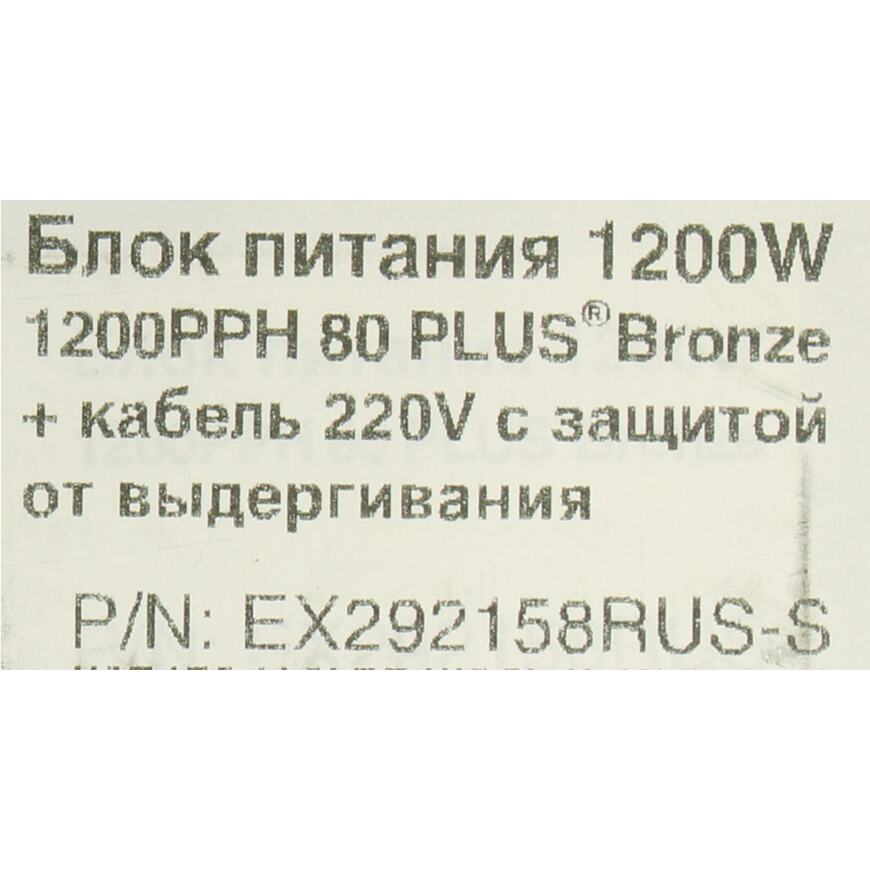 Блок питания 1200W
1200PPH 80 PLUS® Bronze
+ кабель 220V с защитой
от выдергивания
P/N: EX292158RUS-S